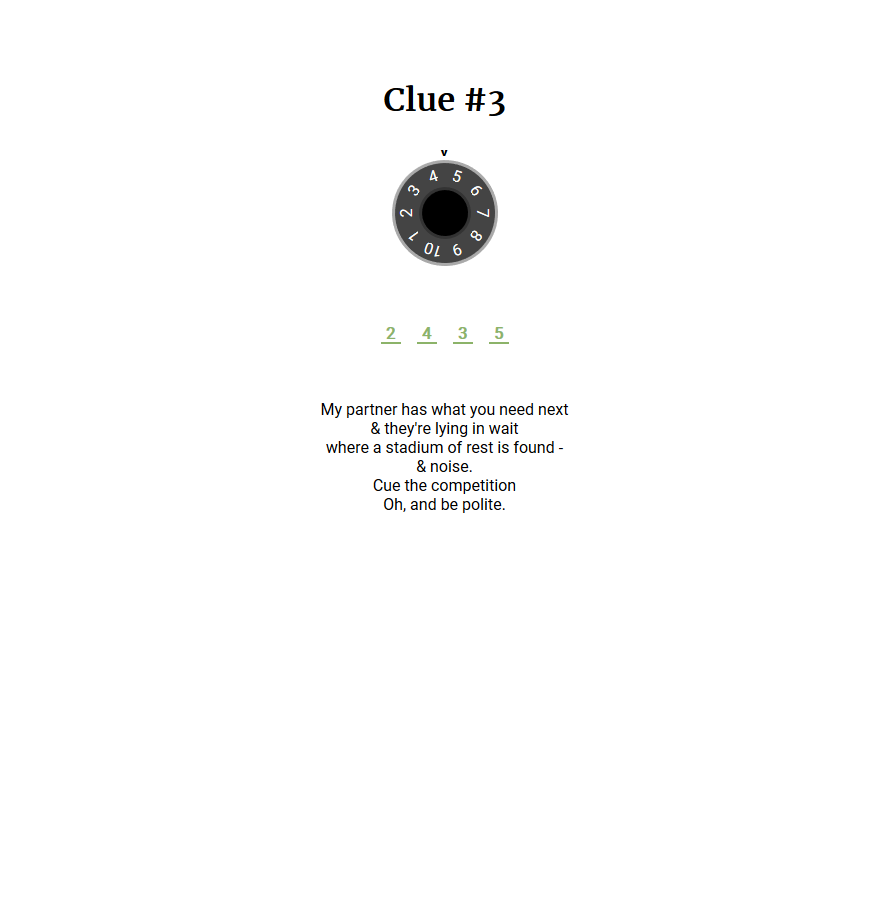 Clue #3
v
1 2 3 4 5 6 7 8 9 10
2 4 3 5
My partner has what you need next
& they're lying in wait
where a stadium of rest is found -
& noise.
Cue the competition
Oh, and be polite.